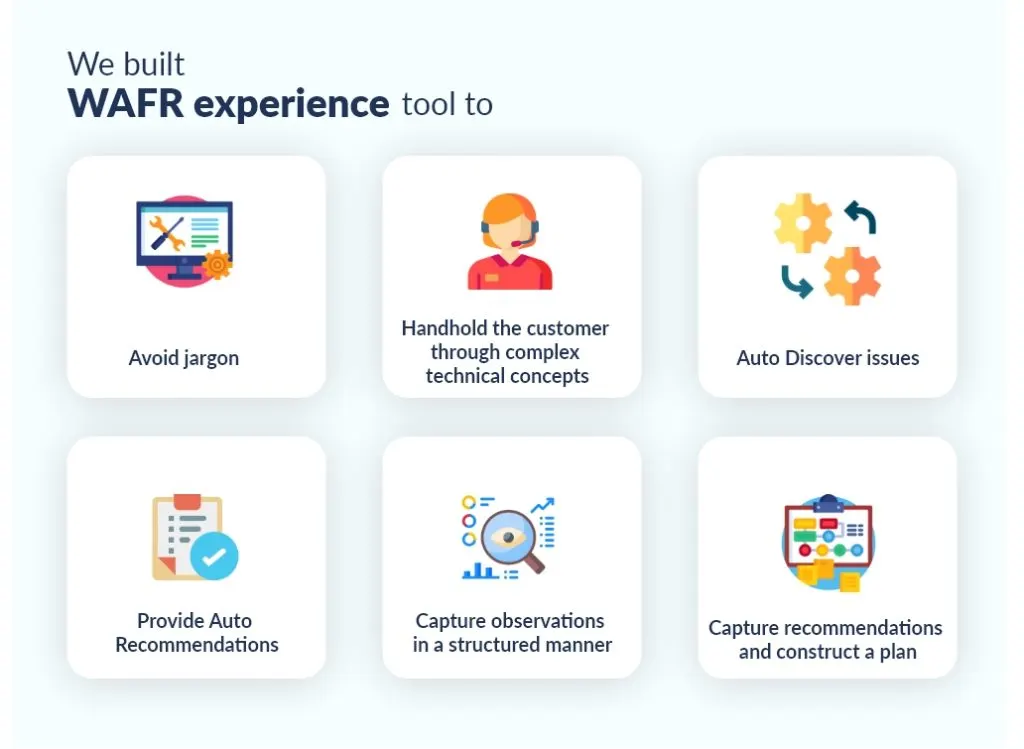 We built
WAFR experience tool to
Avoid jargon
Handhold the customer
through complex
technical concepts
Auto Discover issues
Provide Auto
Recommendations
Capture observations
in a structured manner
Capture recommendations
and construct a plan